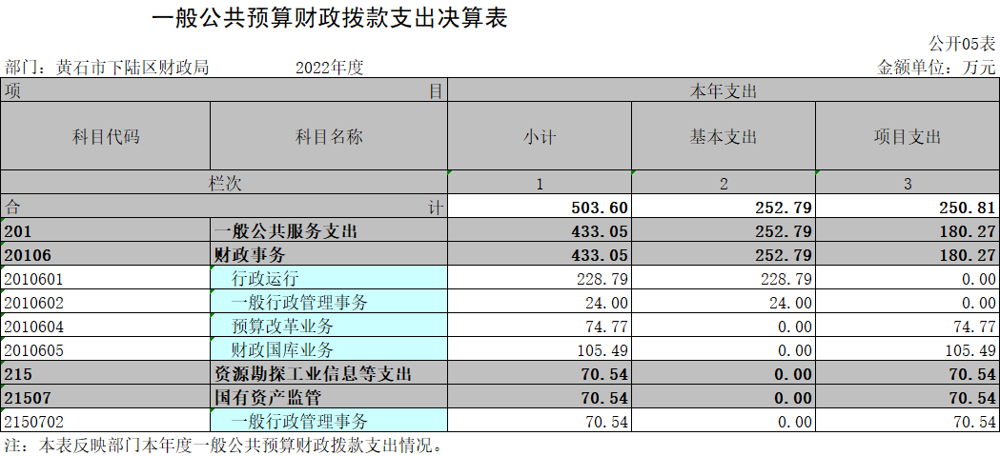 一般公共预算财政拨款支出决算表
公开05表
部门：黄石市下陆区财政局 2022年度 金额单位：万元
项 目 本年支出
科目代码 科目名称 小计 基本支出 项目支出
栏次 1 2 3
合 计 503.60 252.79 250.81
201 一般公共服务支出 433.05 252.79 180.27
20106 财政事务 433.05 252.79 180.27
2010601 行政运行 228.79 228.79 0.00
2010602 一般行政管理事务 24.00 24.00 0.00
2010604 预算改革业务 74.77 0.00 74.77
2010605 财政国库业务 105.49 0.00 105.49
215 资源勘探工业信息等支出 70.54 0.00 70.54
21507 国有资产监管 70.54 0.00 70.54
2150702 一般行政管理事务 70.54 0.00 70.54
注：本表反映部门本年度一般公共预算财政拨款支出情况。